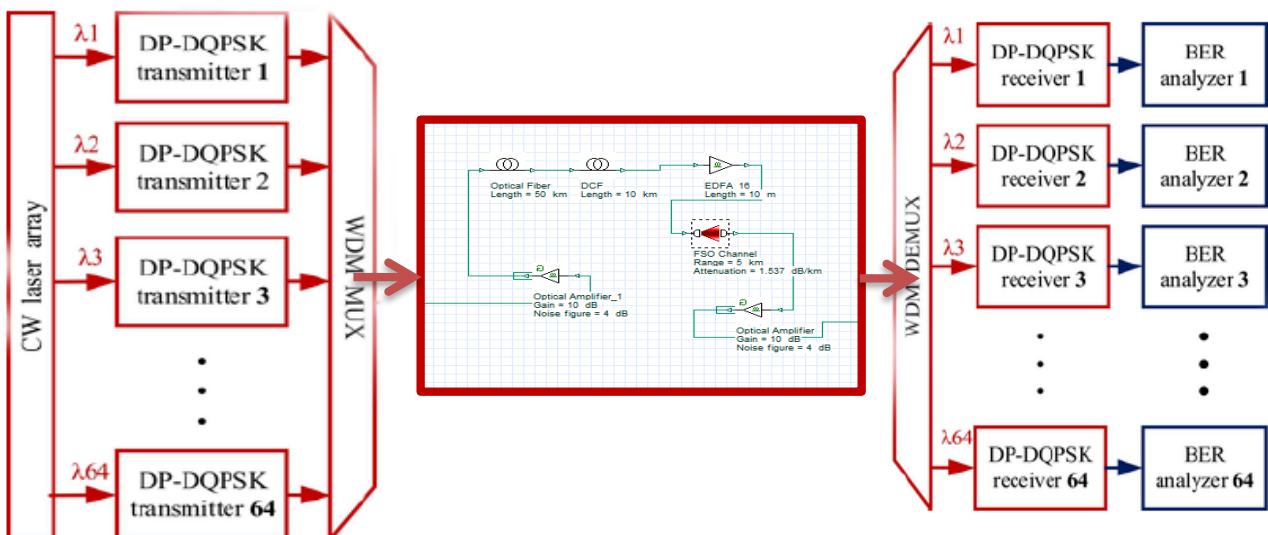 CW laser array
λ1
DP-DQPSK
transmitter 1
λ2
DP-DQPSK
transmitter 2
λ3
DP-DQPSK
transmitter 3
λ64
DP-DQPSK
transmitter 64
WDM MUX
Optical Fiber
Length = 50 km
DCF
Length = 10 km
EDFA_16
Length = 10 m
FSO Channel
Range = 5 km
Attenuation = 1.537 dB/km
Optical Amplifier_1
Gain = 10 dB
Noise figure = 4 dB
Optical Amplifier
Gain = 10 dB
Noise figure = 4 dB
WDM DEMUX
λ1
DP-DQPSK
receiver 1
BER
analyzer 1
λ2
DP-DQPSK
receiver 2
BER
analyzer 2
λ3
DP-DQPSK
receiver 3
BER
analyzer 3
λ64
DP-DQPSK
receiver 64
BER
analyzer 64